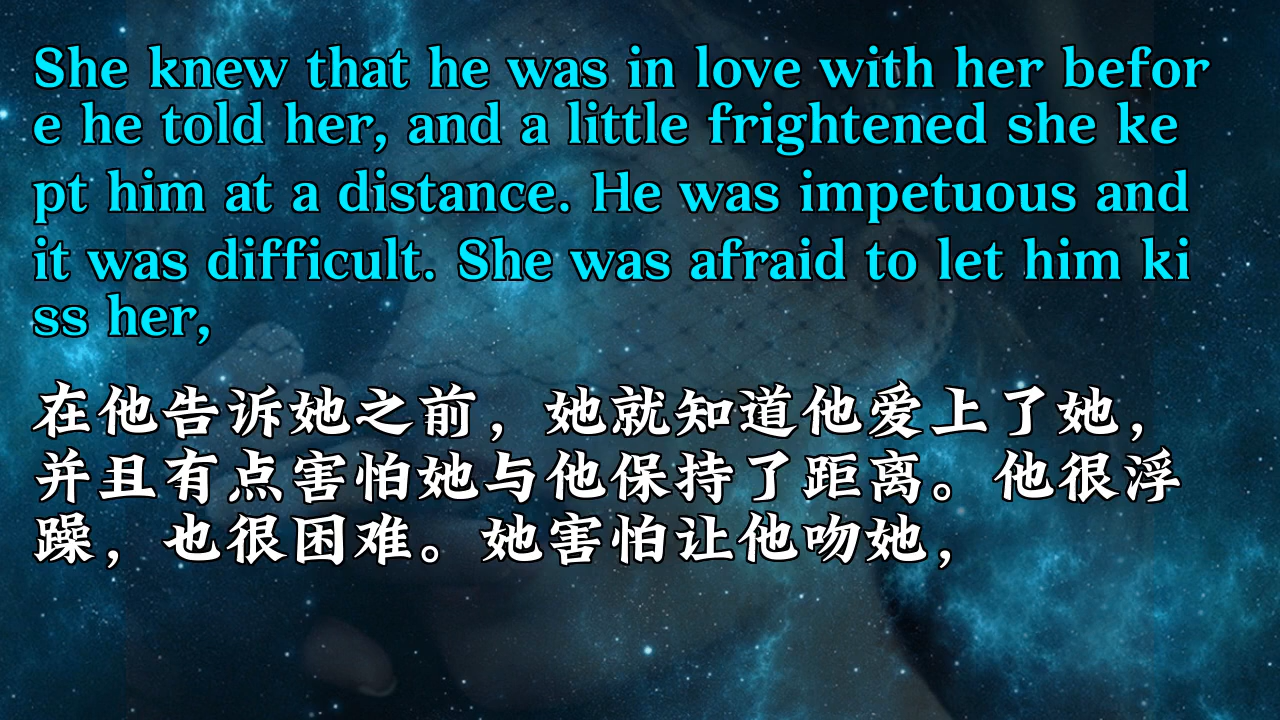 She knew that he was in love with her befor
e he told her, and a little frightened she ke
pt him at a distance. He was impetuous and
it was difficult. She was afraid to let him ki
ss her,
在他告诉她之前，她就知道他爱上了她，
并且有点害怕她与他保持了距离。他很浮
躁，也很困难。她害怕让他吻她，